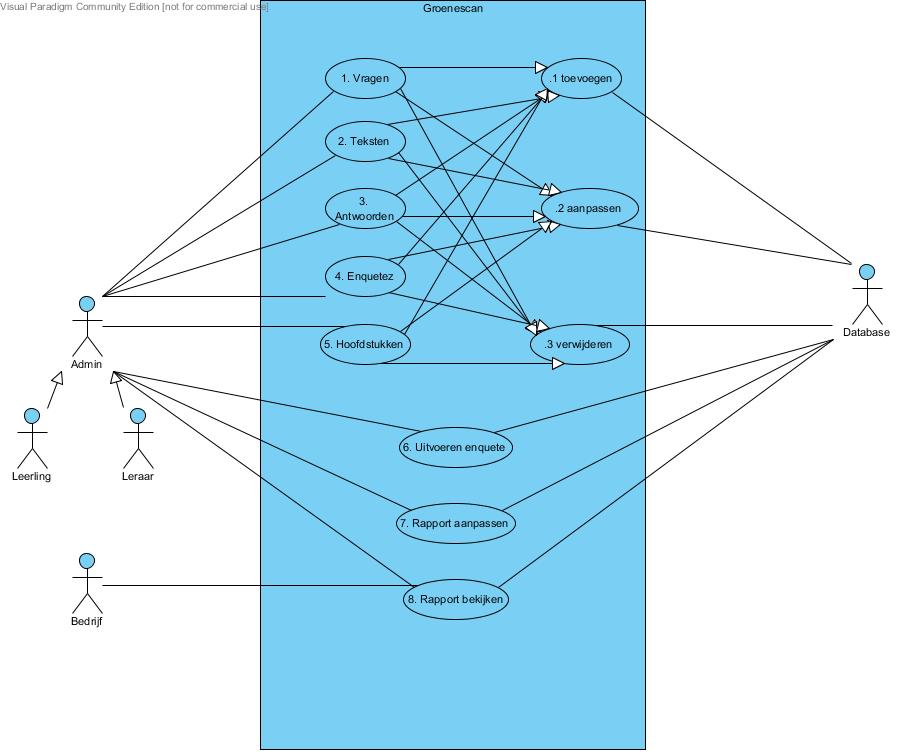 Visual Paradigm Community Edition [not for commercial use]
Groenescan
1. Vragen
.1 toevoegen
2. Teksten
3.
Antwoorden
.2 aanpassen
4. Enquetez
5. Hoofdstukken
.3 verwijderen
Admin
Database
Leerling
Leraar
6. Uitvoeren enquete
7. Rapport aanpassen
8. Rapport bekijken
Bedrijf